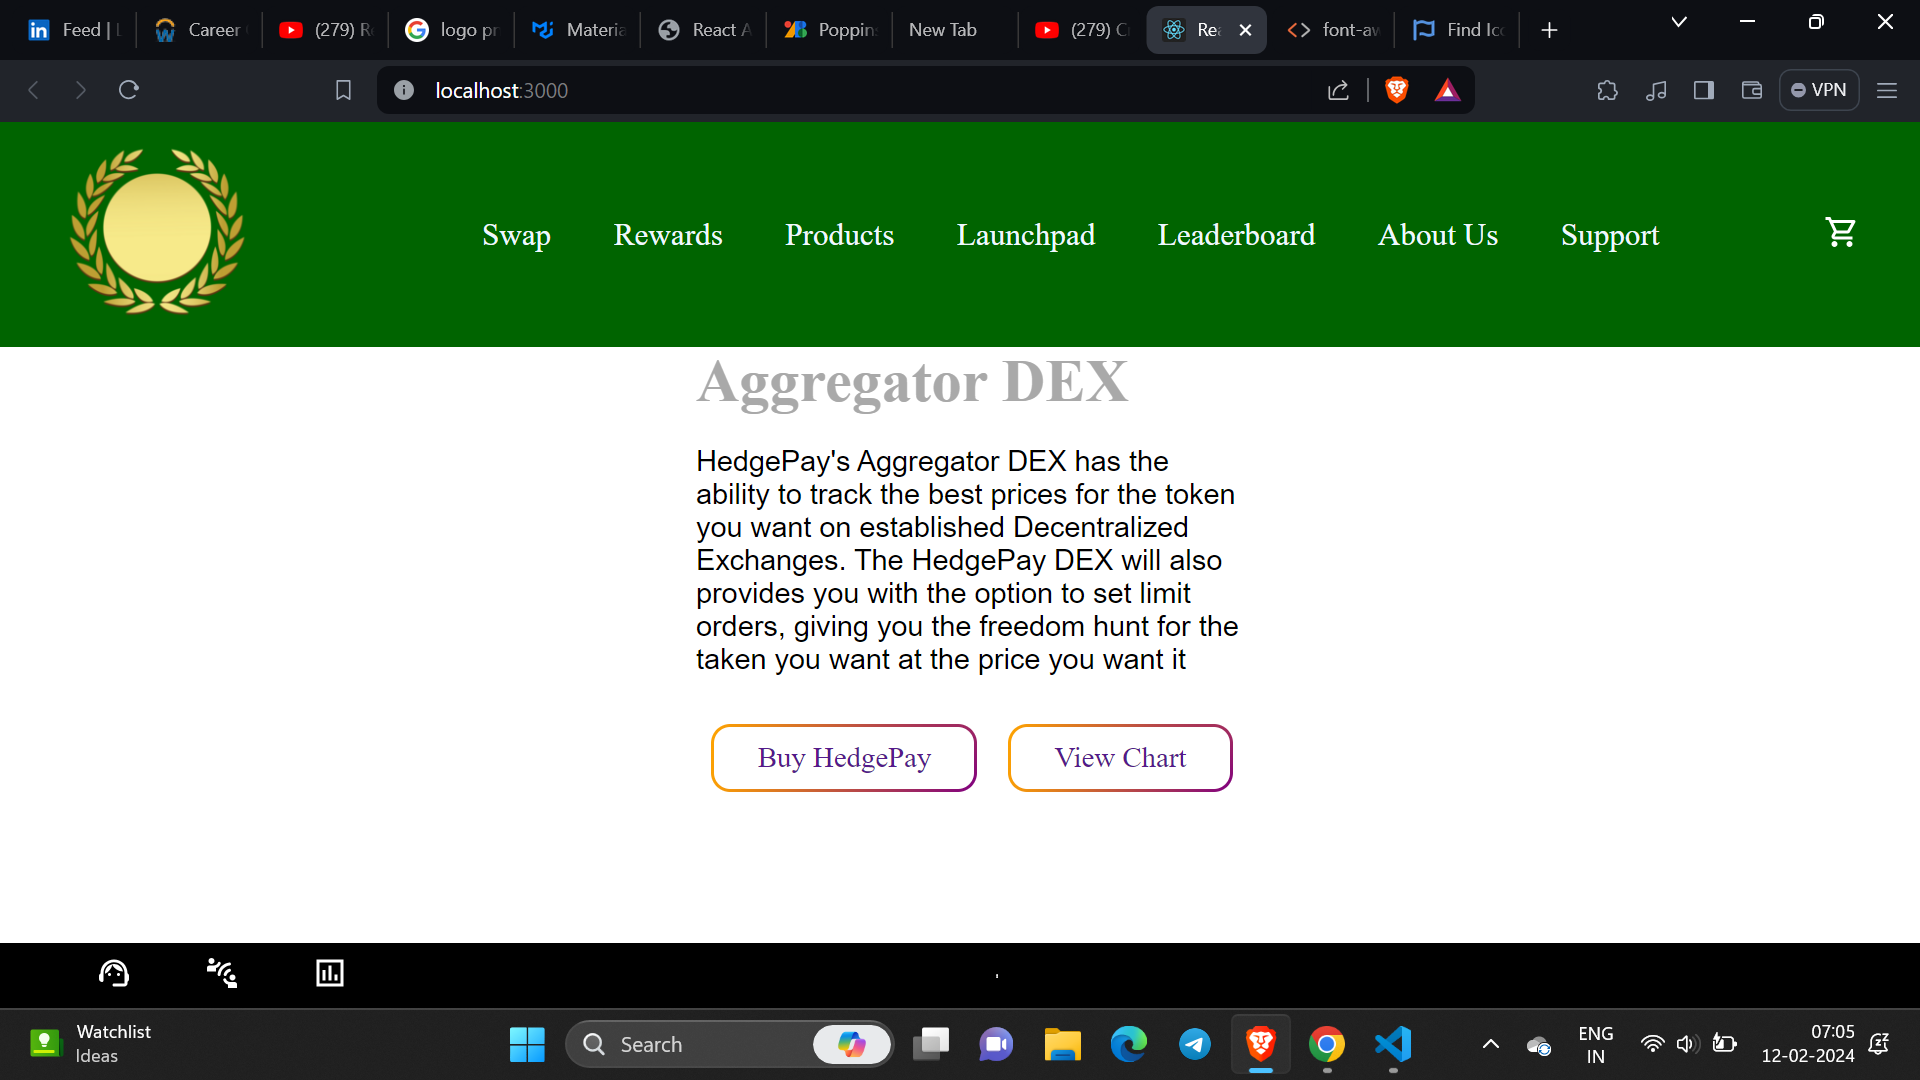 Feed |
Career
(279)
logo pr
Materia
React A
Poppin
New Tab
(279)
Rea
font-aw
Find Ico
localhost:3000
VPN
Swap Rewards Products Launchpad Leaderboard About Us Support
Aggregator DEX
HedgePay's Aggregator DEX has the
ability to track the best prices for the token
you want on established Decentralized
Exchanges. The HedgePay DEX will also
provides you with the option to set limit
orders, giving you the freedom hunt for the
taken you want at the price you want it
Buy HedgePay View Chart
Watchlist
Ideas
Search
ENG
IN
07:05
12-02-2024